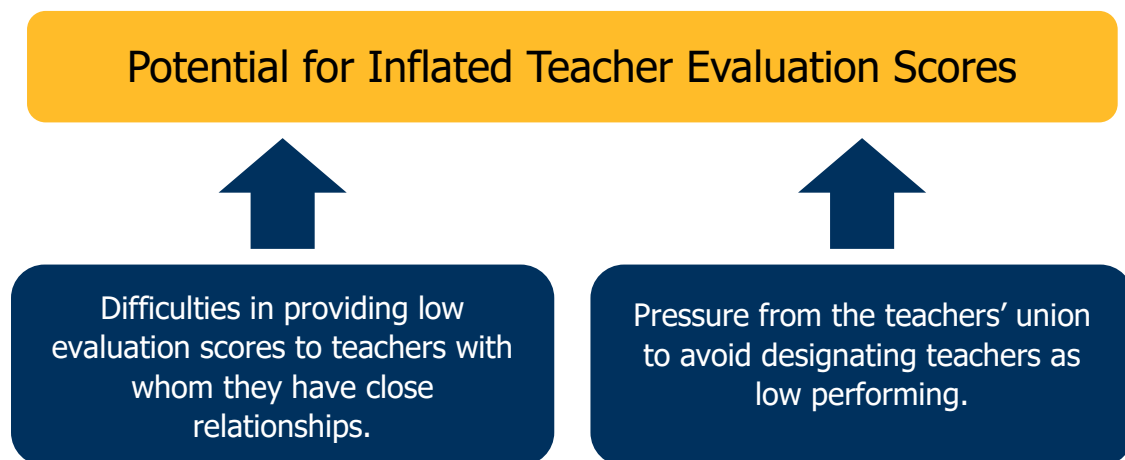 Potential for Inflated Teacher Evaluation Scores
Difficulties in providing low
evaluation scores to teachers with
whom they have close
relationships.
Pressure from the teachers’ union
to avoid designating teachers as
low performing.